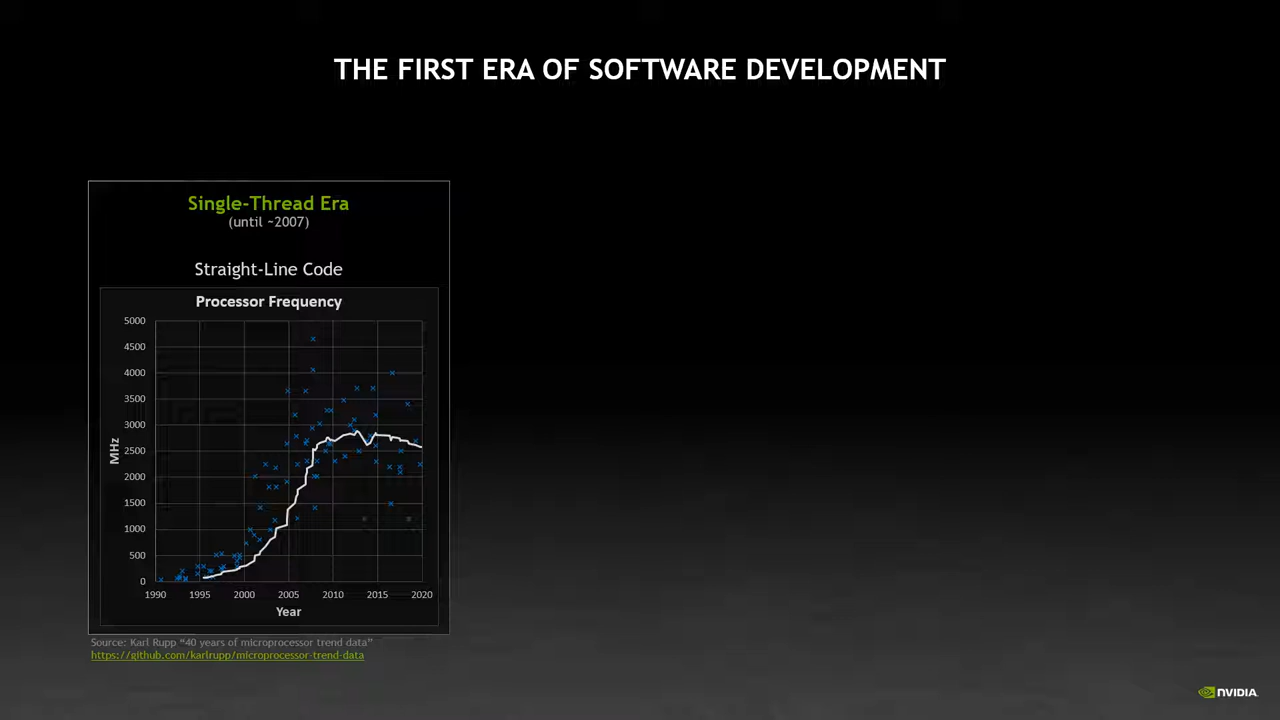 THE FIRST ERA OF SOFTWARE DEVELOPMENT
Single-Thread Era
(until ~2007)
Straight-Line Code
Processor Frequency
5000
4500
4000
3500
3000
2500
2000
1500
1000
500
0
MHz
1990 1995 2000 2005 2010 2015 2020
Year
Source: Karl Rupp "40 years of microprocessor trend data"
https://github.com/karlrupp/microprocessor-trend-data
NVIDIA.